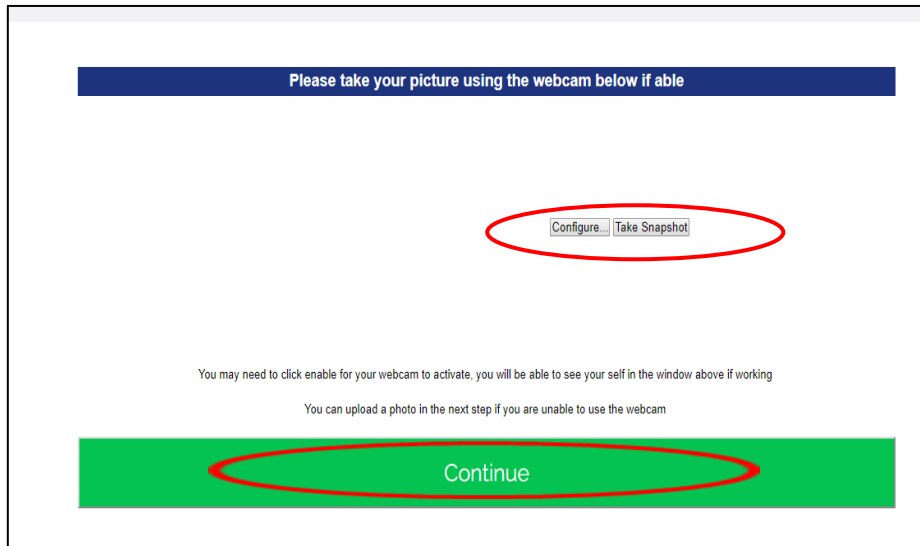 Please take your picture using the webcam below if able
Configure... Take Snapshot
You may need to click enable for your webcam to activate, you will be able to see your self in the window above if working
You can upload a photo in the next step if you are unable to use the webcam
Continue